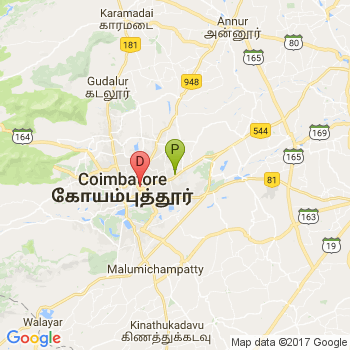 Karamadai
காரமடை
Annur
அன்னூர்
181
80
165
948
Gudalur
கூடலூர்
164
544
169
165
P
D
Coimbatore
கோயம்புத்தூர்
81
163
19
Malumichampatty
Walayar
Kinathukadavu
கிணத்துக்கடவு
Google
Map data ©2017 Google